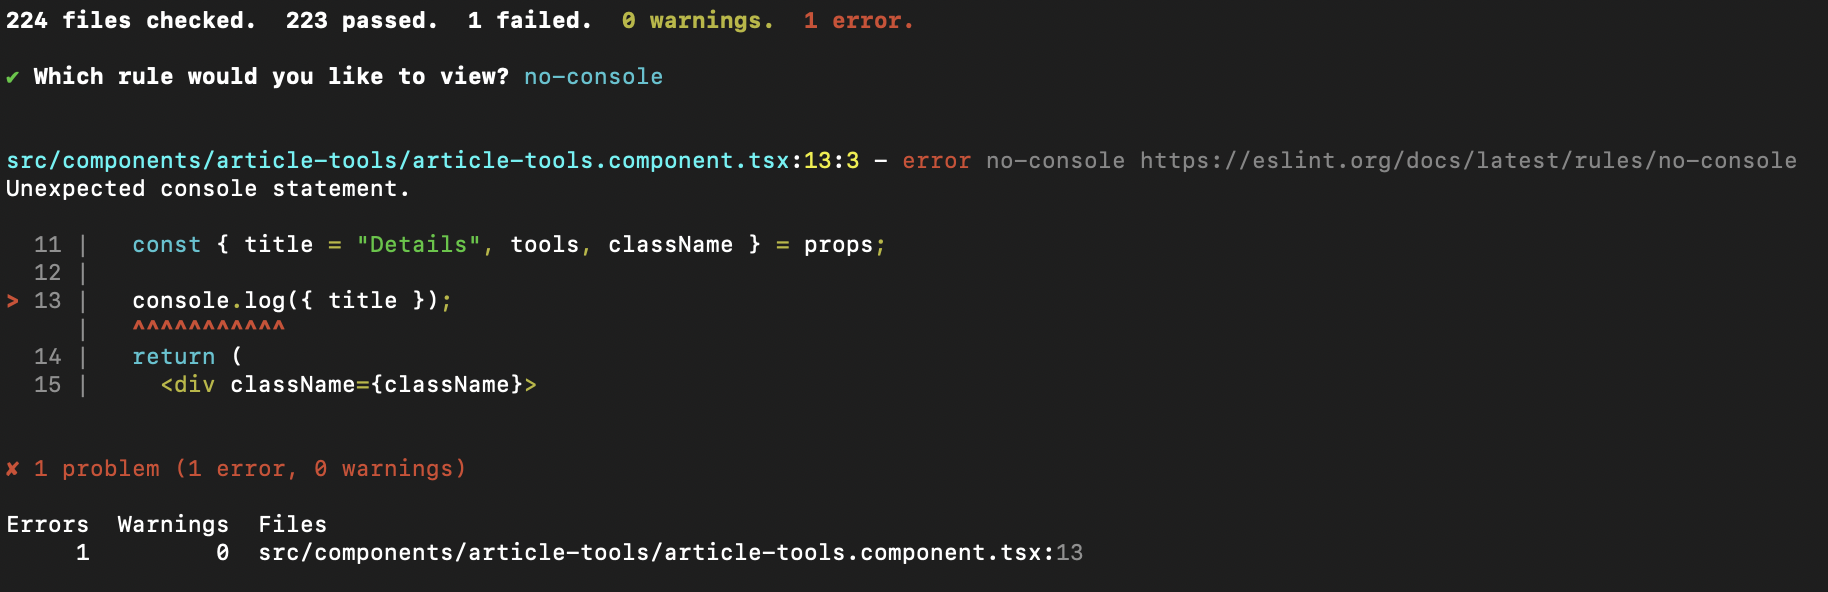 224 files checked.  223 passed.  1 failed.  0 warnings.  1 error.
✔ Which rule would you like to view? no-console
src/components/article-tools/article-tools.component.tsx:13:3 - error no-console https://eslint.org/docs/latest/rules/no-console
Unexpected console statement.
  11 |   const { title = "Details", tools, className } = props;
  12 |
> 13 |   console.log({ title });
     |   ^^^^^^^^^^^
  14 |   return (
  15 |     <div className={className}>
✘ 1 problem (1 error, 0 warnings)
Errors  Warnings  Files
     1         0  src/components/article-tools/article-tools.component.tsx:13